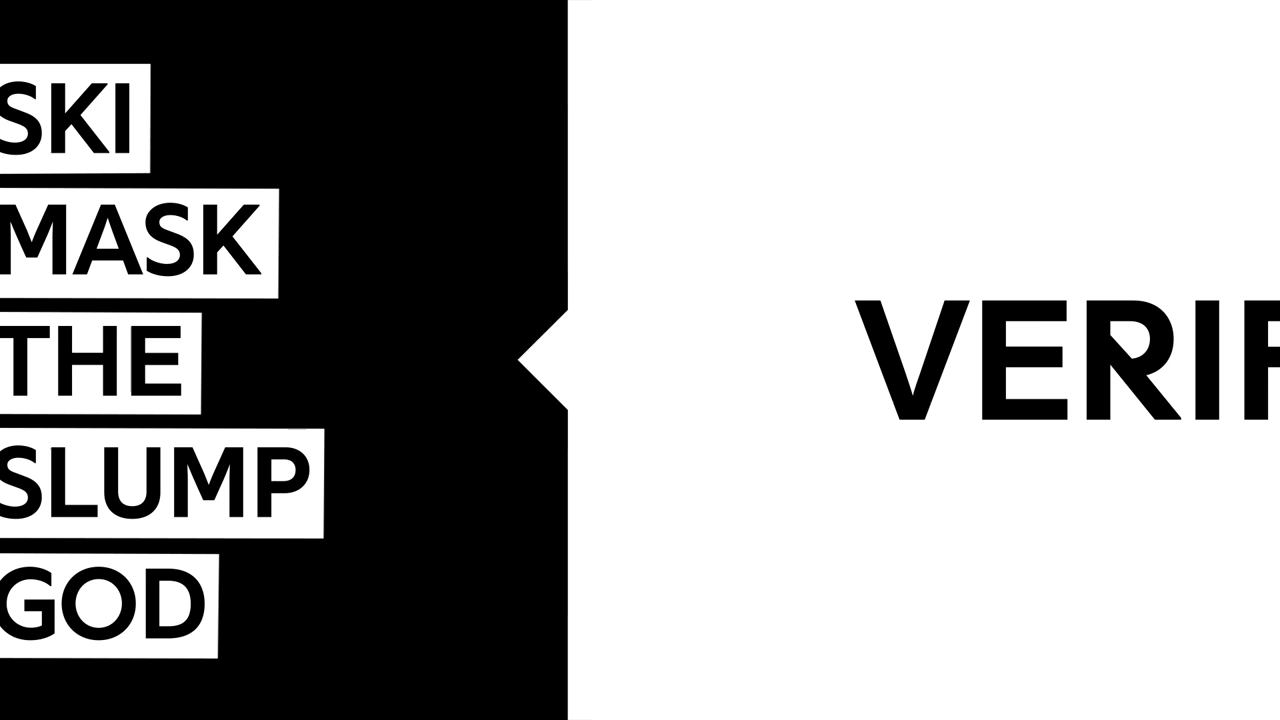 SKI
MASK
THE
SLUMP
GOD
VERIF